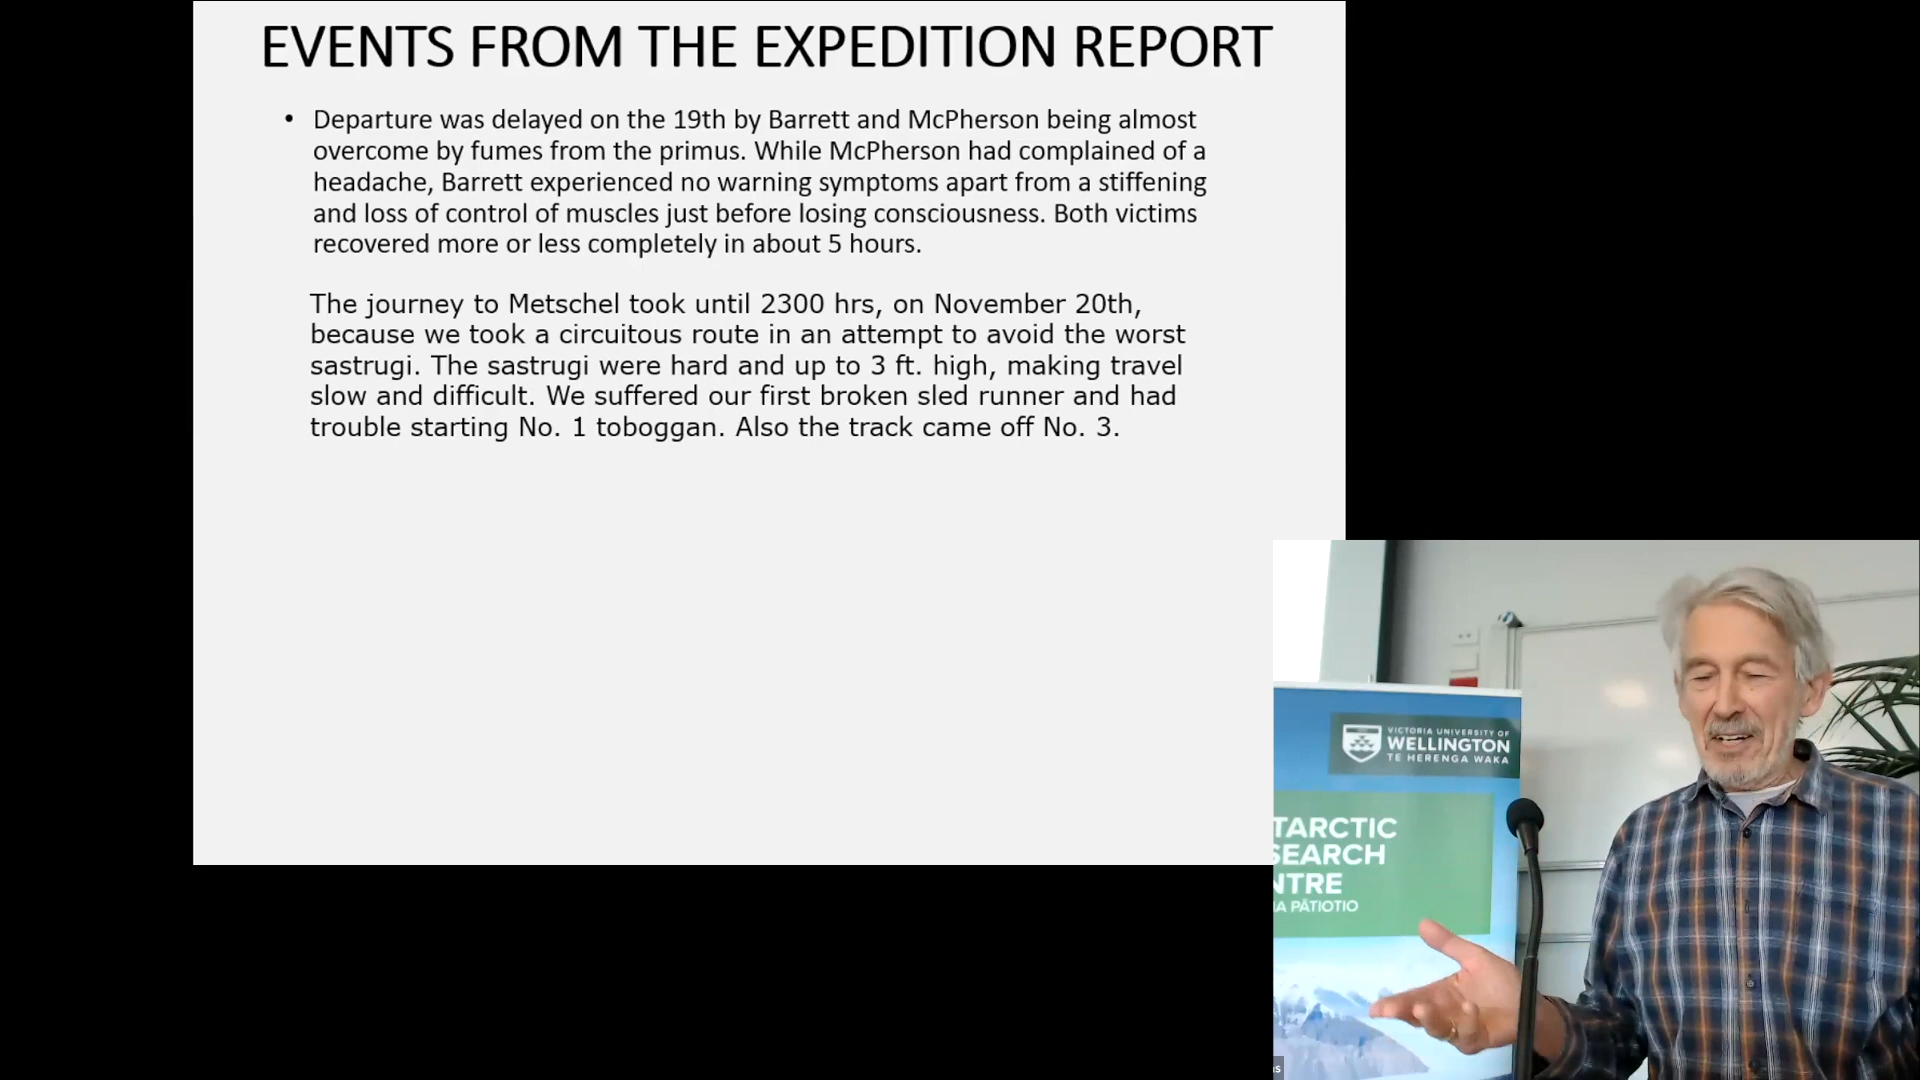 EVENTS FROM THE EXPEDITION REPORT
• Departure was delayed on the 19th by Barrett and McPherson being almost
overcome by fumes from the primus. While McPherson had complained of a
headache, Barrett experienced no warning symptoms apart from a stiffening
and loss of control of muscles just before losing consciousness. Both victims
recovered more or less completely in about 5 hours.
The journey to Metschel took until 2300 hrs, on November 20th,
because we took a circuitous route in an attempt to avoid the worst
sastrugi. The sastrugi were hard and up to 3 ft. high, making travel
slow and difficult. We suffered our first broken sled runner and had
trouble starting No. 1 toboggan. Also the track came off No. 3.
VICTORIA UNIVERSITY OF
WELLINGTON
TE HERENGA WAKA
TARCTIC
SEARCH
NTRE
PĀTIOTIO